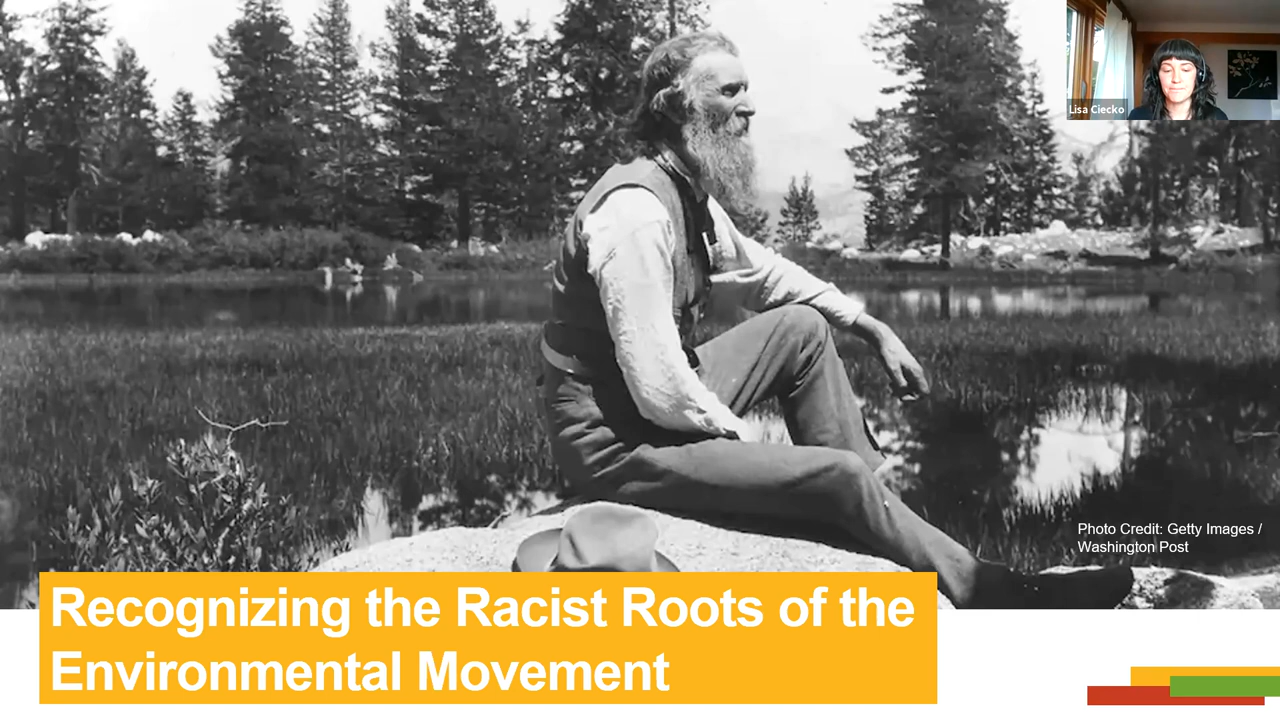 Lisa Ciecko
Photo Credit: Getty Images /
Washington Post
Recognizing the Racist Roots of the
Environmental Movement